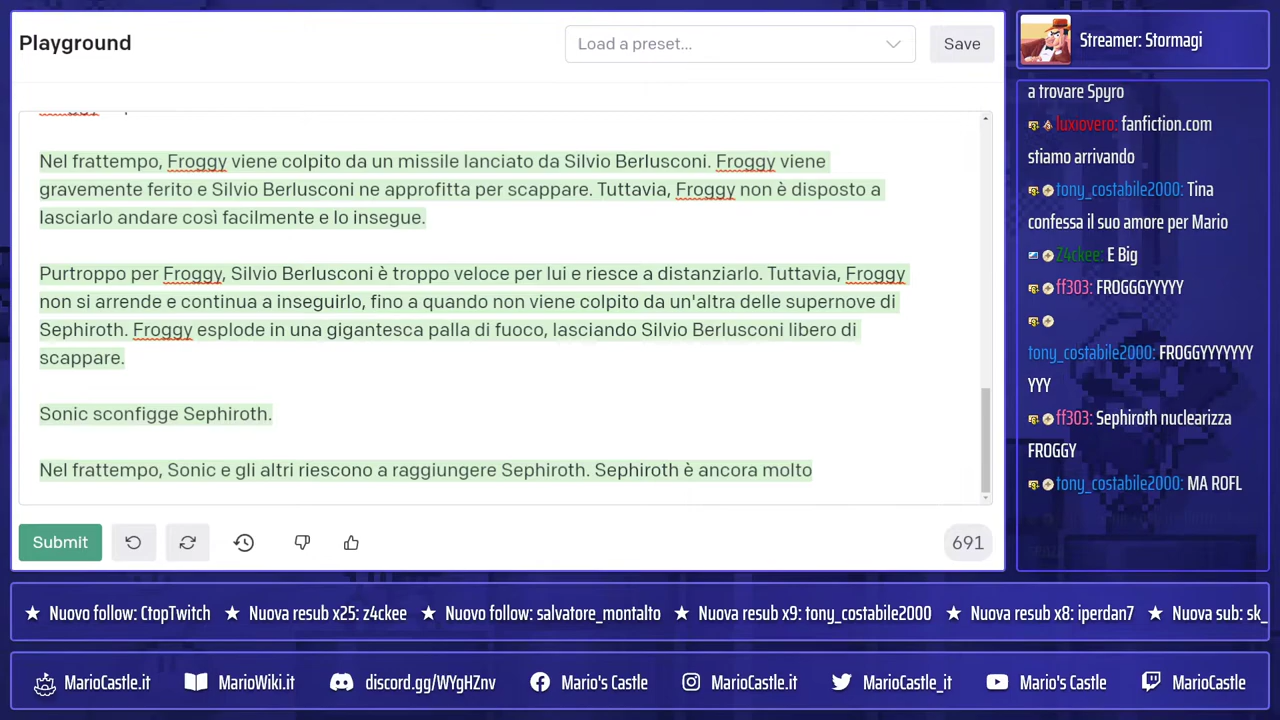 Playground
Load a preset...
Save
Nel frattempo, Froggy viene colpito da un missile lanciato da Silvio Berlusconi. Froggy viene
gravemente ferito e Silvio Berlusconi ne approfitta per scappare. Tuttavia, Froggy non è disposto a
lasciarlo andare così facilmente e lo insegue.
Purtroppo per Froggy, Silvio Berlusconi è troppo veloce per lui e riesce a distanziarlo. Tuttavia, Froggy
non si arrende e continua a inseguirlo, fino a quando non viene colpito da un'altra delle supernove di
Sephiroth. Froggy esplode in una gigantesca palla di fuoco, lasciando Silvio Berlusconi libero di
scappare.
Sonic sconfigge Sephiroth.
Nel frattempo, Sonic e gli altri riescono a raggiungere Sephiroth. Sephiroth è ancora molto
Submit
691
Streamer: Stormagi
a trovare Spyro
luxiovero: fanfiction.com
stiamo arrivando
tony_costabile2000: Tina
confessa il suo amore per Mario
Z4ckee: E Big
ff303: FROGGGYYYYY
tony_costabile2000: FROGGYYYYYYY
YYY
ff303: Sephiroth nuclearizza
FROGGY
tony_costabile2000: MA ROFL
★ Nuovo follow: CtopTwitch ★ Nuova resub x25: z4ckee ★ Nuovo follow: salvatore_montalto ★ Nuova resub x9: tony_costabile2000 ★ Nuova resub x8: iperdan7 ★ Nuova sub: sk_
MarioCastle.it MarioWiki.it discord.gg/WYgHZnv Mario's Castle MarioCastle.it MarioCastle_it Mario's Castle MarioCastle